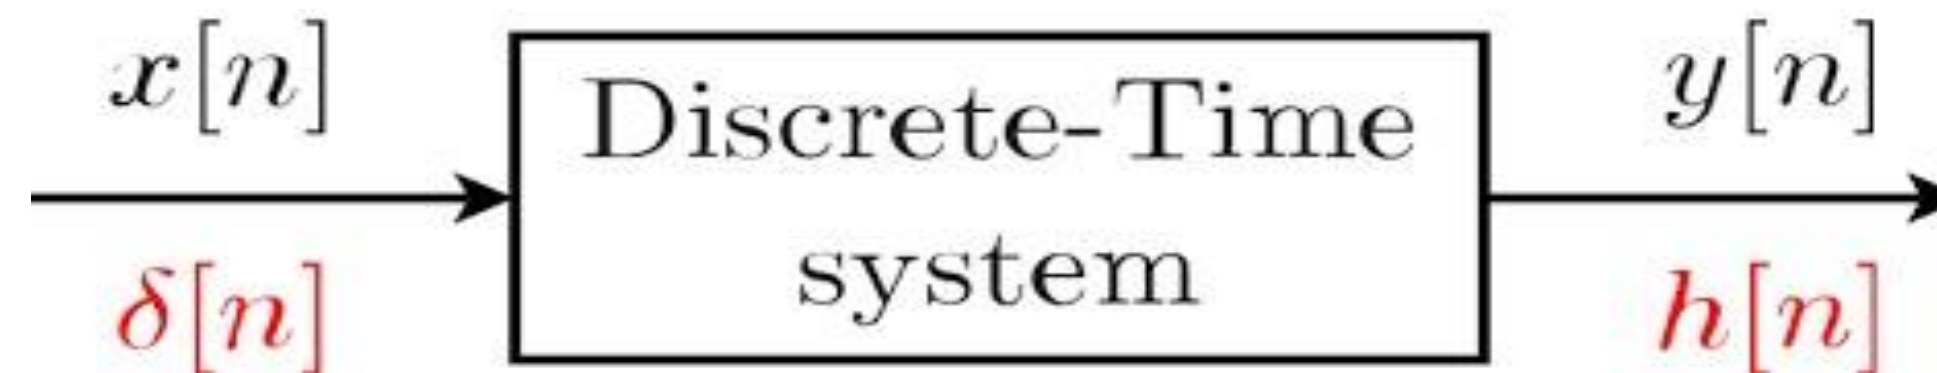 x[n]
Discrete-Time
system
y[n]
δ[n]
h[n]